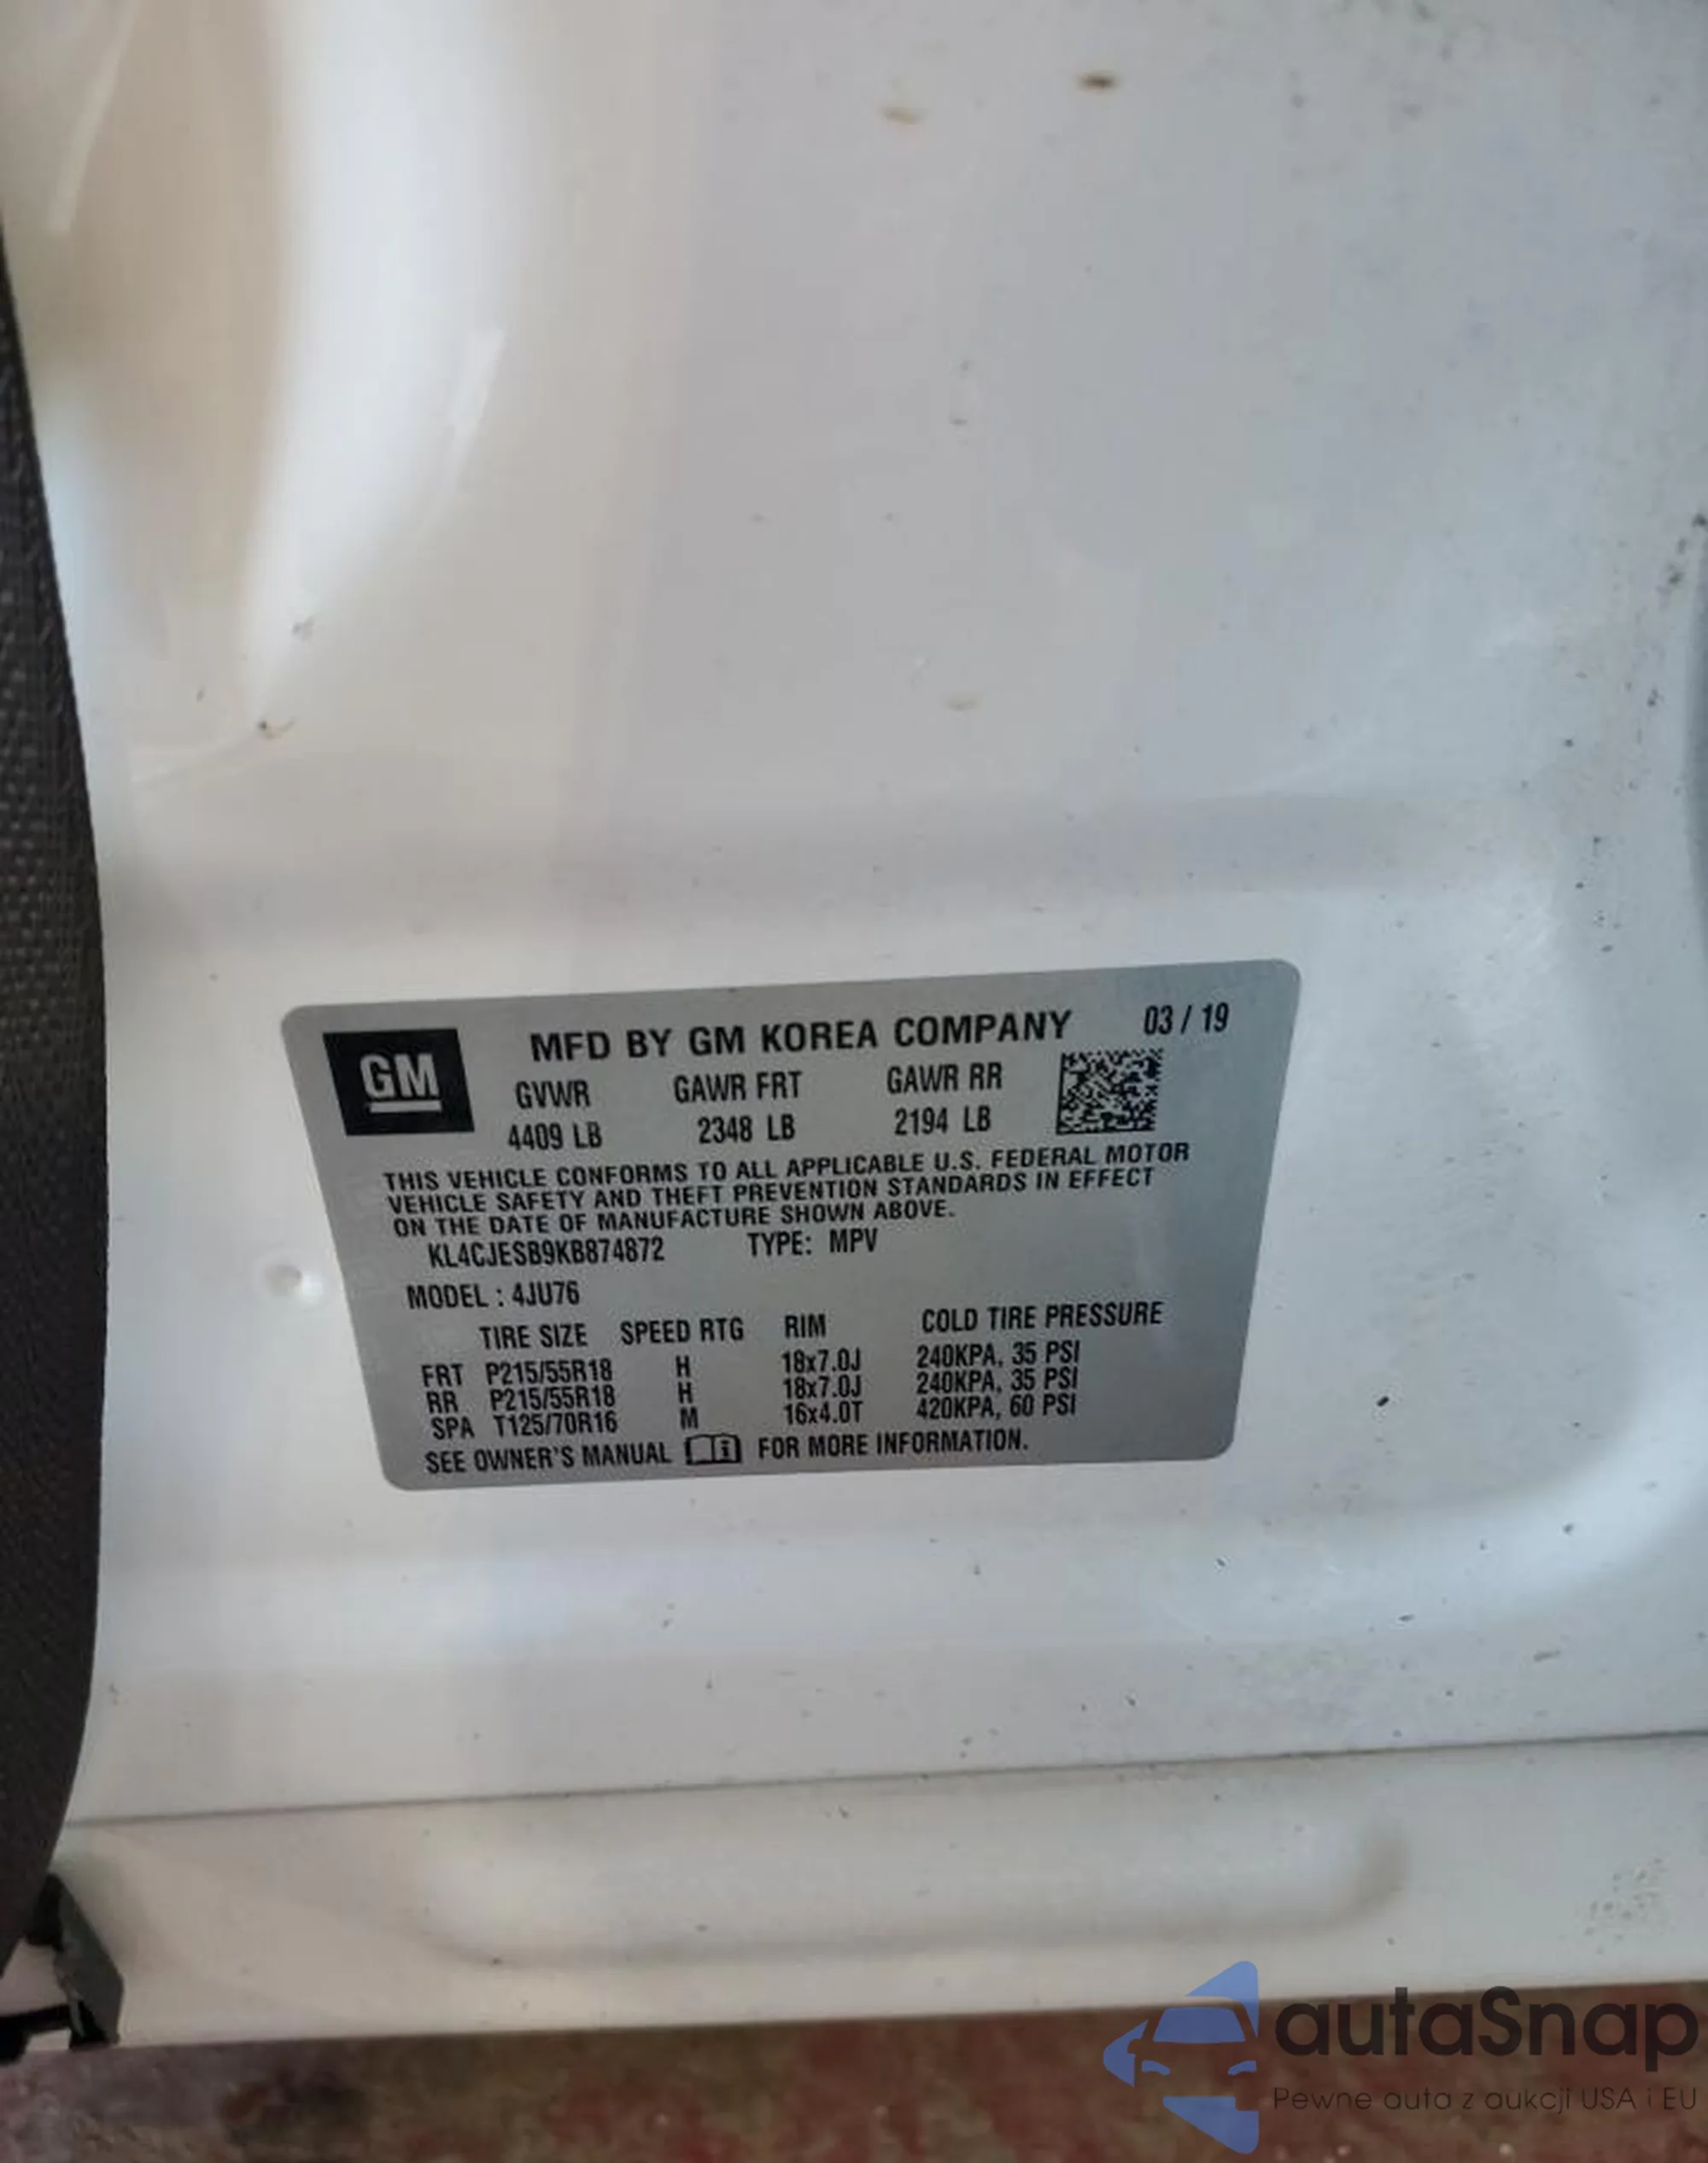 GM
MFD BY GM KOREA COMPANY 03 / 19
GVWR GAWR FRT GAWR RR
4409 LB 2348 LB 2194 LB
THIS VEHICLE CONFORMS TO ALL APPLICABLE U.S. FEDERAL MOTOR
VEHICLE SAFETY AND THEFT PREVENTION STANDARDS IN EFFECT
ON THE DATE OF MANUFACTURE SHOWN ABOVE.
KL4CJESB9KB874872 TYPE: MPV
MODEL : 4JU76
TIRE SIZE SPEED RTG RIM COLD TIRE PRESSURE
FRT P215/55R18 H 18x7.0J 240KPA, 35 PSI
RR P215/55R18 H 18x7.0J 240KPA, 35 PSI
SPA T125/70R16 M 16x4.0T 420KPA, 60 PSI
SEE OWNER'S MANUAL FOR MORE INFORMATION.
autaSnap
Pewne auta z aukcji USA i EU